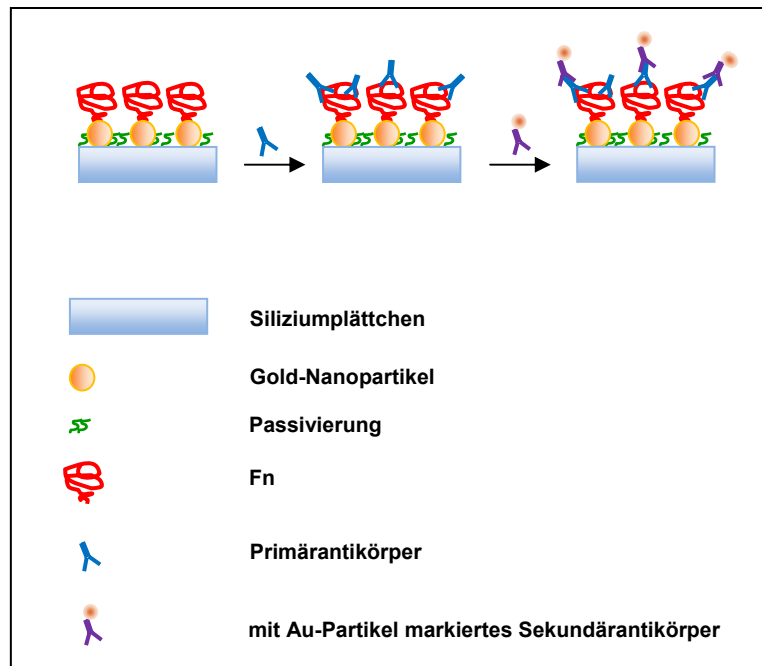 Siliziumplättchen
Gold-Nanopartikel
Passivierung
Fn
Primärantikörper
mit Au-Partikel markiertes Sekundärantikörper